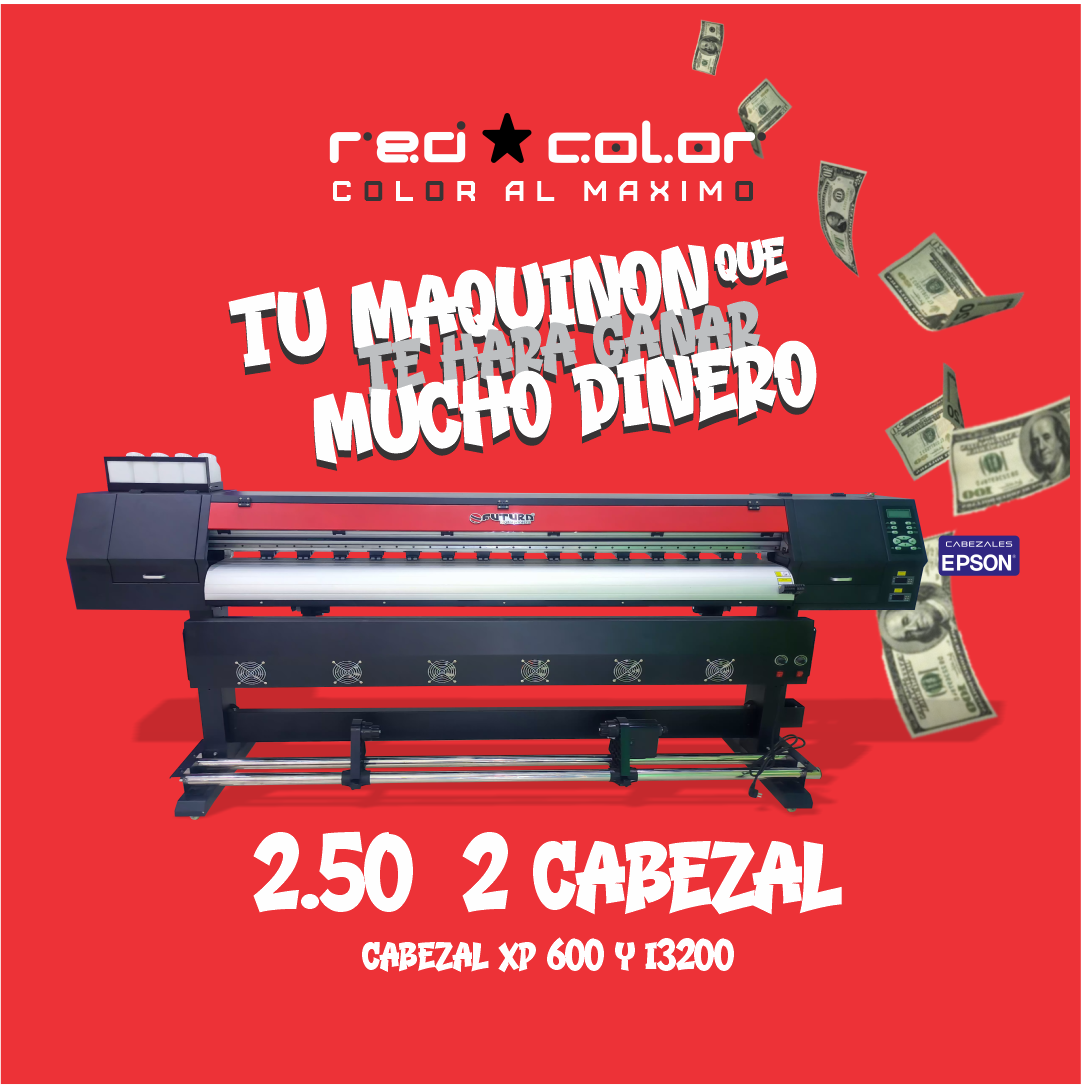 red ★ color
COLOR AL MAXIMO
TU MAQUINON QUE
TE HARA GANAR
MUCHO DINERO
FUTURO
CABEZALES
EPSON
2.50 2 CABEZAL
CABEZAL XP 600 Y I3200